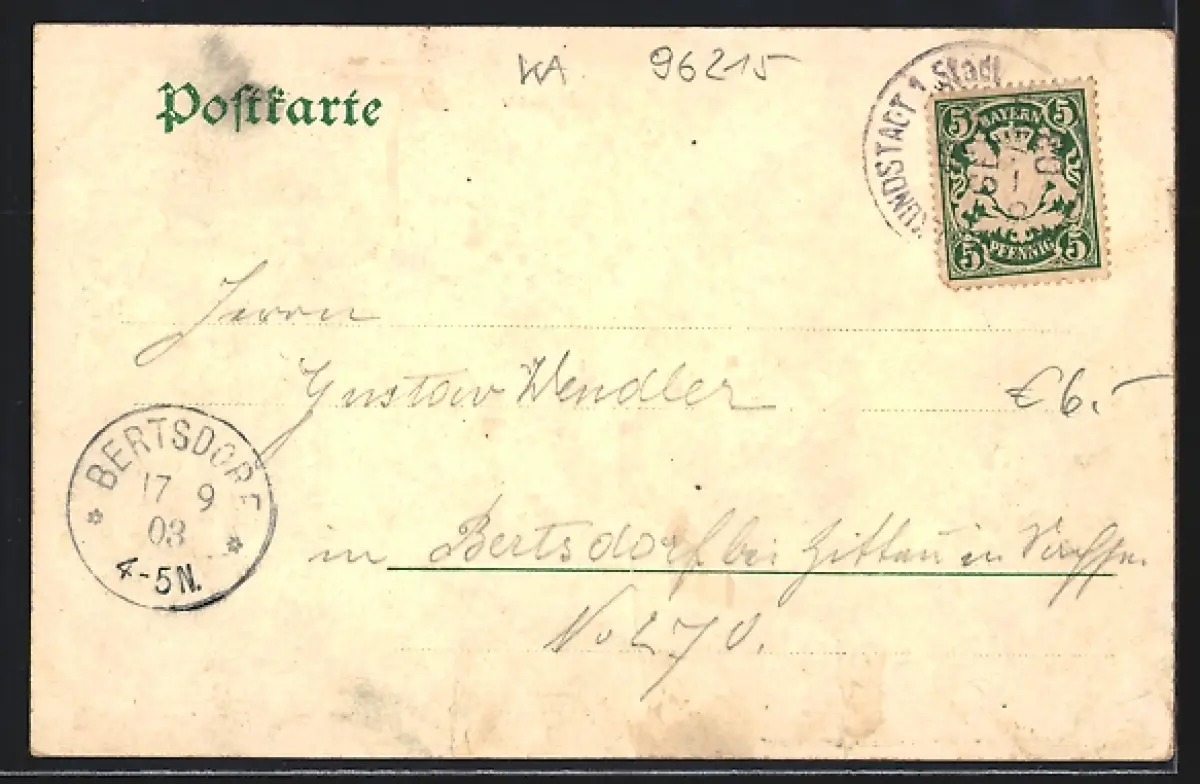 KA 96215
Postkarte
KUNDSTADT 1 Stadt
5 BAYERN 5
5 PFENNIG 5
Herrn
Gustav Wendler
€ 6.-
BERTSDORF
17 9
03
4-5N.
in Bertsdorf bei Zittau in Sachsen
No 270.